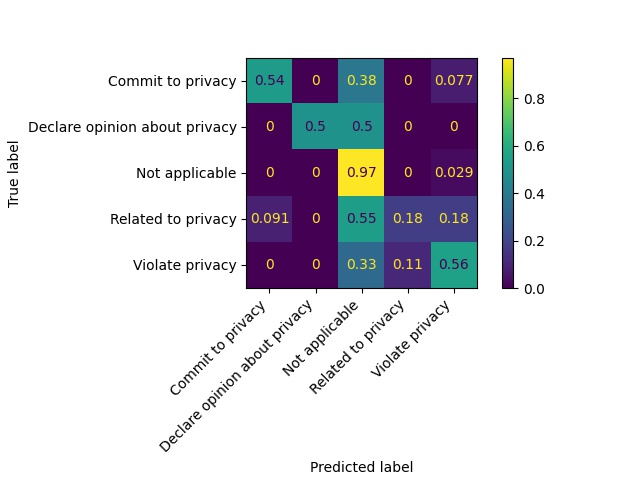 Commit to privacy 0.54 0 0.38 0 0.077
Declare opinion about privacy 0 0.5 0.5 0 0
Not applicable 0 0 0.97 0 0.029
Related to privacy 0.091 0 0.55 0.18 0.18
Violate privacy 0 0 0.33 0.11 0.56
True label
Commit to privacy
Declare opinion about privacy
Not applicable
Related to privacy
Violate privacy
Predicted label
0.8
0.6
0.4
0.2
0.0